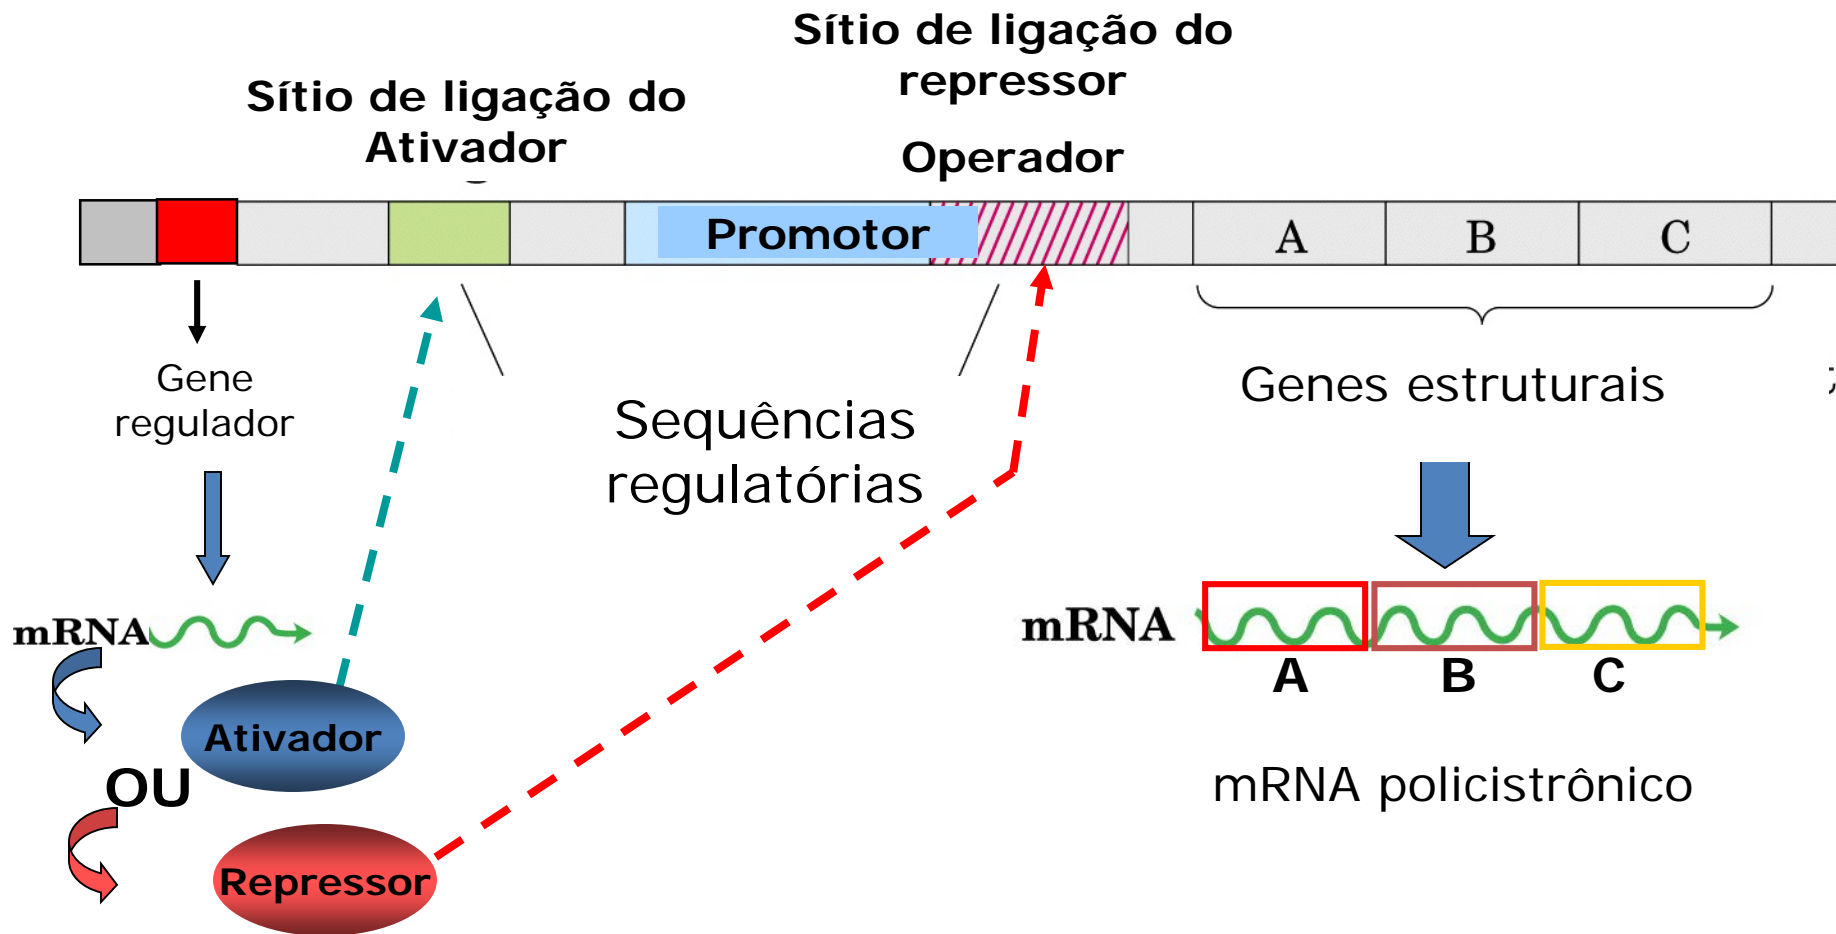 Sítio de ligação do
repressor
Sítio de ligação do
Ativador
Operador
Promotor
A
B
C
Gene
regulador
Sequências
regulatórias
Genes estruturais
mRNA
mRNA
A
B
C
Ativador
OU
Repressor
mRNA policistrônico